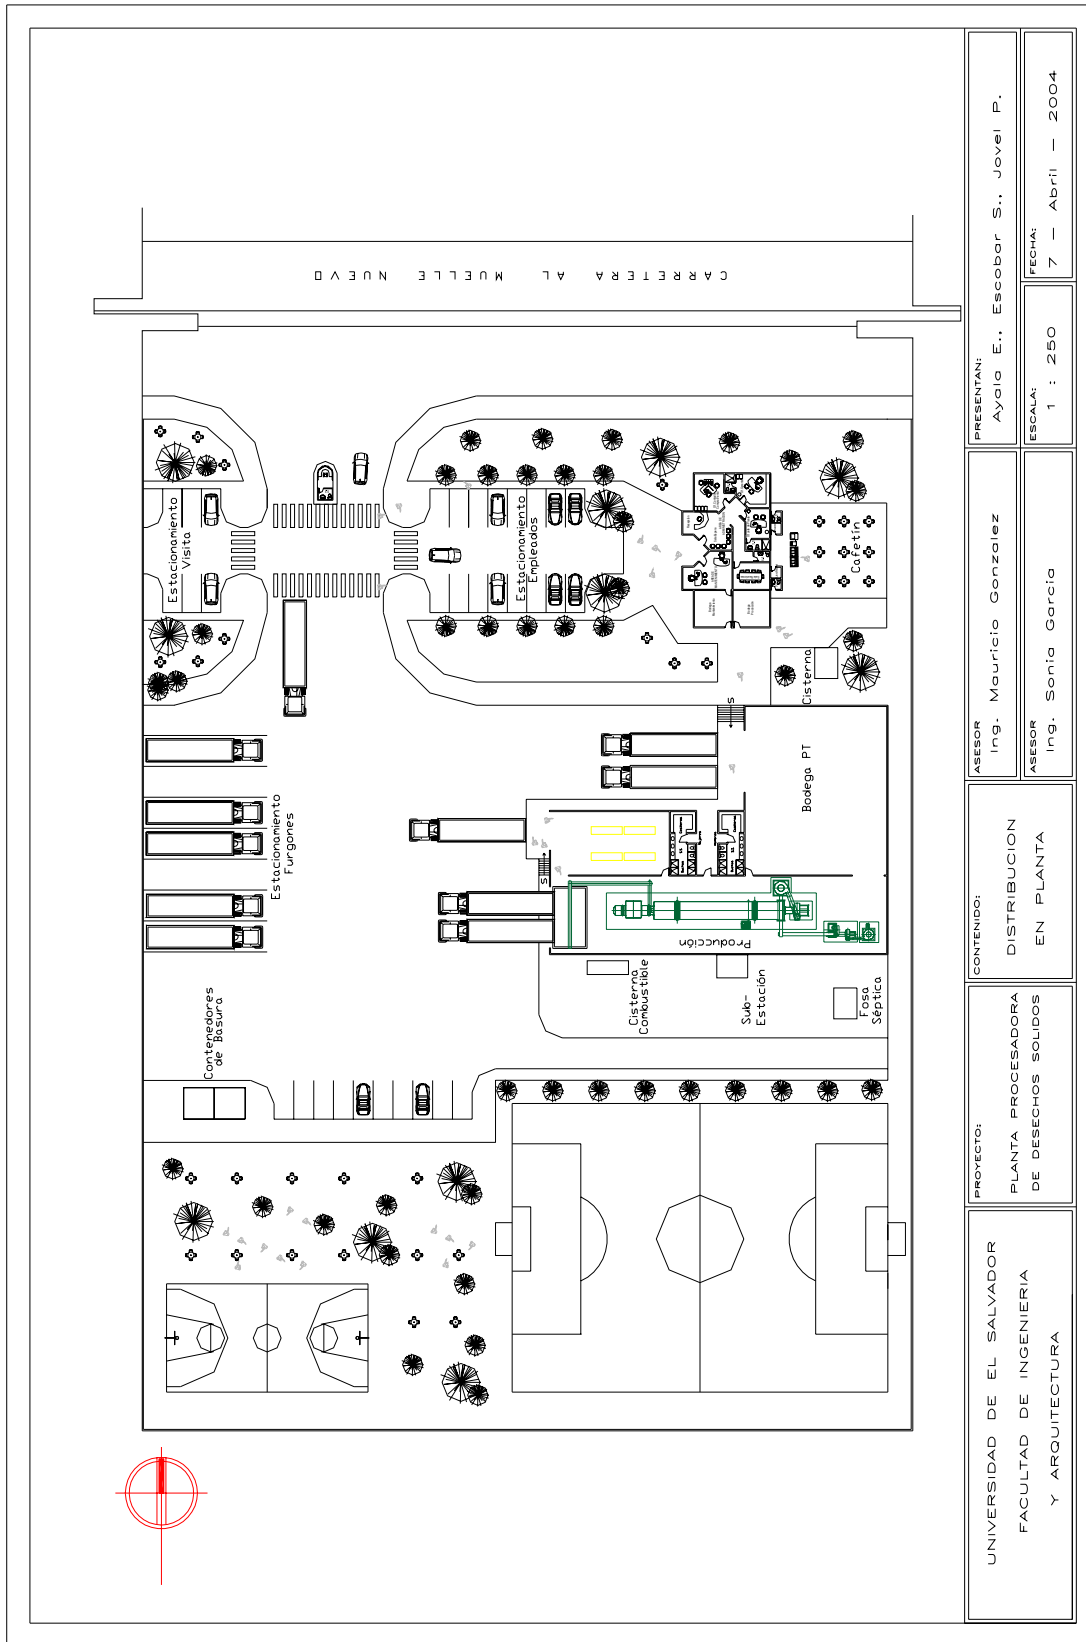 CARRETERA AL MUELLE NUEVO
Estacionamiento
Visita
Estacionamiento
Empleados
Cafetin
Cisterna
S
Bodega PT
Estacionamiento
Furgones
S
Producción
Cisterna
Combustible
Sub-
Estación
Fosa
Séptica
Contenedores
de Basura
UNIVERSIDAD DE EL SALVADOR
FACULTAD DE INGENIERIA
Y ARQUITECTURA
PROYECTO:
PLANTA PROCESADORA
DE DESECHOS SOLIDOS
CONTENIDO:
DISTRIBUCION
EN PLANTA
ASESOR
Ing. Mauricio Gonzalez
ASESOR
Ing. Sonia Garcia
PRESENTAN:
Ayala E., Escobar S., Jovel P.
ESCALA:
1 : 250
FECHA:
7 - Abril - 2004